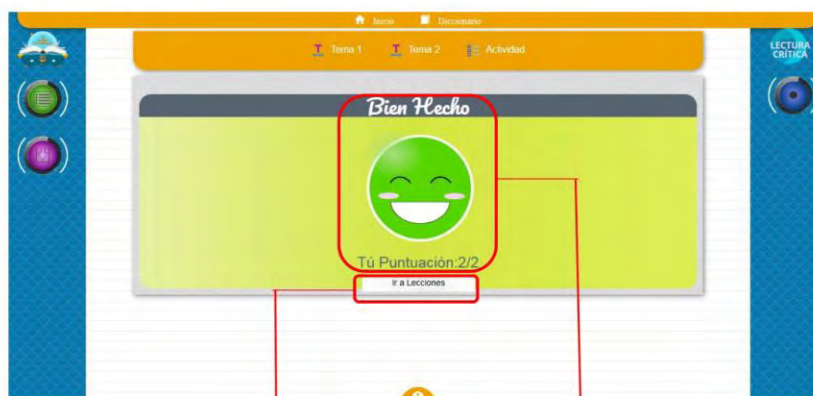 Inicio Diccionario
Tema 1 Tema 2 Actividad
LECTURA
CRÍTICA
Bien Hecho
Tú Puntuación:2/2
Ir a Lecciones